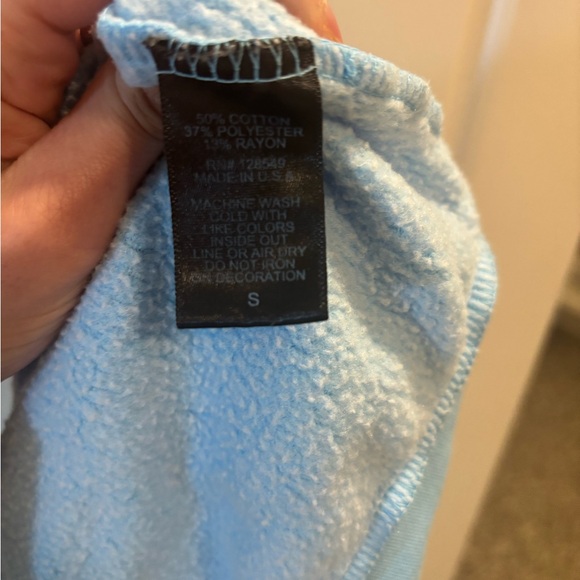 50% COTTON
37% POLYESTER
13% RAYON
RN# 128549
MADE IN U.S.A
MACHINE WASH
COLD WITH
LIKE COLORS
INSIDE OUT
LINE OR AIR DRY
DO NOT IRON
DECORATION
S